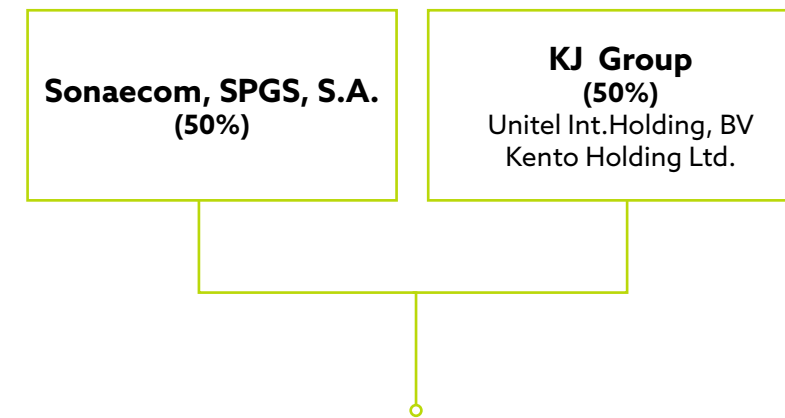 Sonaecom, SPGS, S.A.
(50%)
KJ Group
(50%)
Unitel Int.Holding, BV
Kento Holding Ltd.